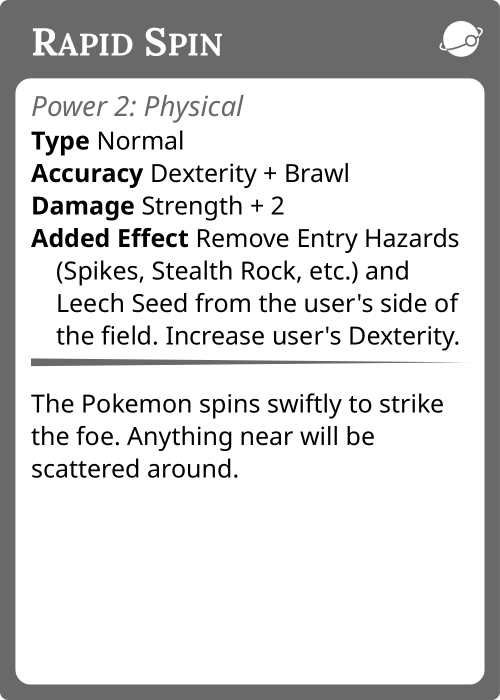 Rapid Spin
Power 2: Physical
Type Normal
Accuracy Dexterity + Brawl
Damage Strength + 2
Added Effect Remove Entry Hazards
(Spikes, Stealth Rock, etc.) and
Leech Seed from the user's side of
the field. Increase user's Dexterity.
The Pokemon spins swiftly to strike
the foe. Anything near will be
scattered around.